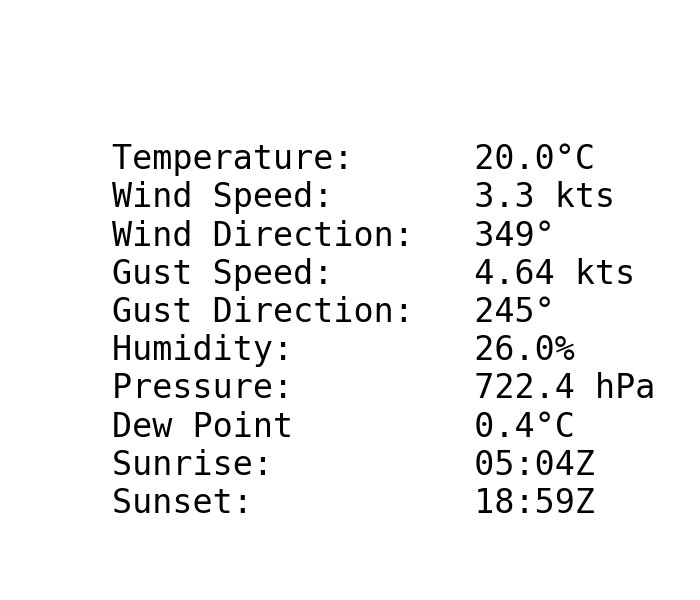 Temperature: 20.0°C
Wind Speed: 3.3 kts
Wind Direction: 349°
Gust Speed: 4.64 kts
Gust Direction: 245°
Humidity: 26.0%
Pressure: 722.4 hPa
Dew Point 0.4°C
Sunrise: 05:04Z
Sunset: 18:59Z